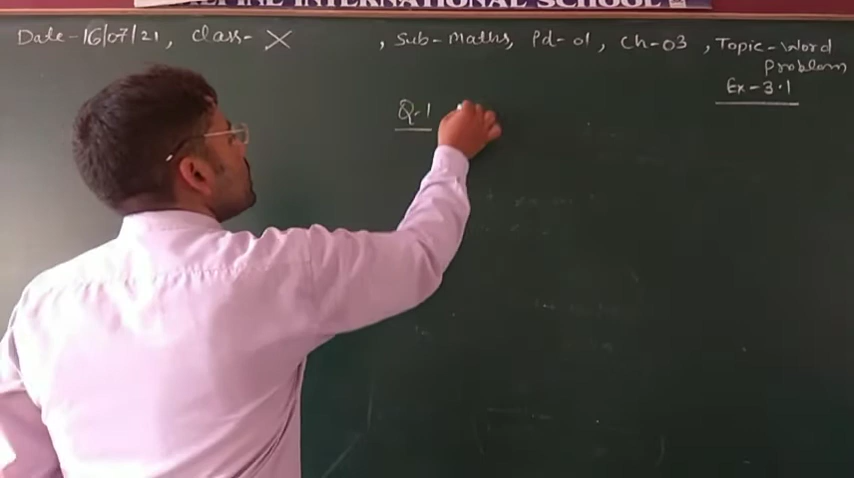 INTERNATIONAL SCHOOL
Date-16/07/21, Class- X , Sub-Maths, Pd-01, Ch-03, Topic-Word
Problem
Ex-3.1
Q.1